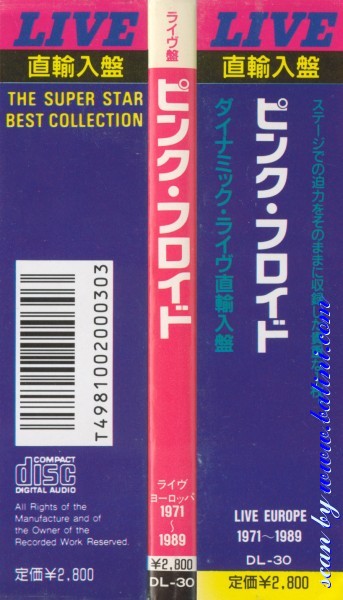 LIVE
直輸入盤
THE SUPER STAR
BEST COLLECTION
T4981002000303
COMPACT
disc
DIGITAL AUDIO
All Rights of the
Manufacture and of
the Owner of the
Recorded Work Reserved.
定価¥2,800
ライヴ盤
ピンク・フロイド
ライヴ
ヨーロッパ
1971
〜
1989
¥2,800
DL-30
LIVE
直輸入盤
ステージでの迫力をそのままに収録した
ピンク・フロイド
ダイナミック・ライヴ直輸入盤
LIVE EUROPE
1971〜1989
DL-30
定価¥2,800
scan by www.batini.com